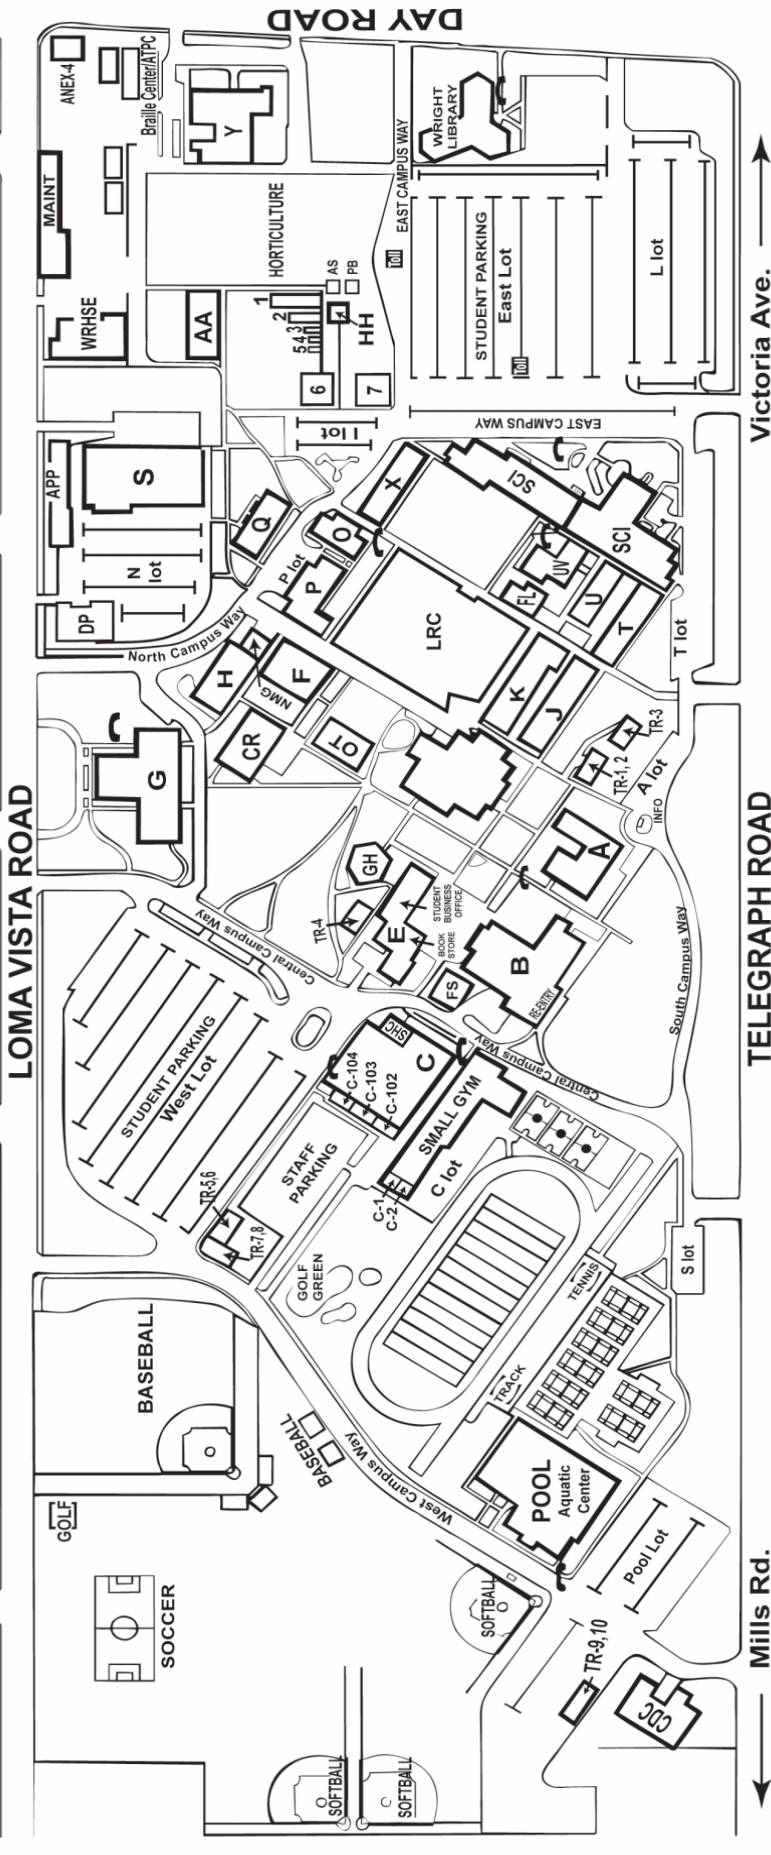 DAY ROAD
ANEX-4
Braille Center/ATPC
Y
WRIGHT
LIBRARY
MAINT
EAST CAMPUS WAY
HORTICULTURE
AS
PB
Toll
STUDENT PARKING
East Lot
L lot
Victoria Ave.
WRHSE
AA
1
2
3
4
5
HH
6
7
Toll
I lot
EAST CAMPUS WAY
APP
S
X
SCI
SCI
Q
O
N
lot
P lot
P
UV
FL
U
T
T lot
DP
LRC
North Campus Way
H
NMG
F
K
J
CR
OT
TR-3
TR-1, 2
A lot
INFO
G
LOMA VISTA ROAD
TELEGRAPH ROAD
A
GH
TR-4
STUDENT
BUSINESS
OFFICE
E
BOOK
STORE
B
RE-ENTRY
FS
Central Campus Way
South Campus Way
STUDENT PARKING
West Lot
SHC
C
C-104
C-103
C-102
Central Campus Way
SMALL GYM
C-1
C-2
C lot
STAFF
PARKING
TR-5,6
TR-7,8
GOLF
GREEN
S lot
TENNIS
TRACK
BASEBALL
BASEBALL
West Campus Way
POOL
Aquatic
Center
Pool Lot
GOLF
SOCCER
SOFTBALL
TR-9,10
CDC
Mills Rd.
SOFTBALL
SOFTBALL